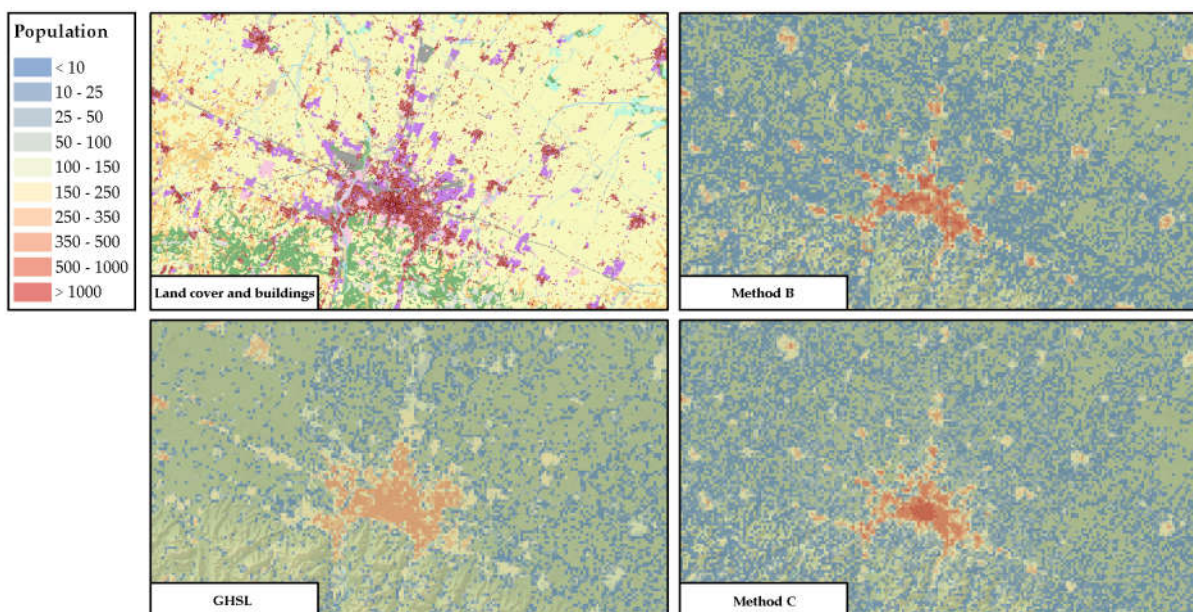 Population
< 10
10 - 25
25 - 50
50 - 100
100 - 150
150 - 250
250 - 350
350 - 500
500 - 1000
> 1000
Land cover and buildings
Method B
GHSL
Method C